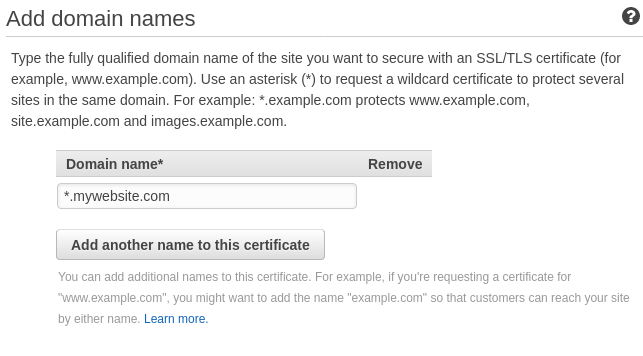 Add domain names
?
Type the fully qualified domain name of the site you want to secure with an SSL/TLS certificate (for
example, www.example.com). Use an asterisk (*) to request a wildcard certificate to protect several
sites in the same domain. For example: *.example.com protects www.example.com,
site.example.com and images.example.com.
Domain name* Remove
*.mywebsite.com
Add another name to this certificate
You can add additional names to this certificate. For example, if you're requesting a certificate for
"www.example.com", you might want to add the name "example.com" so that customers can reach your site
by either name. Learn more.